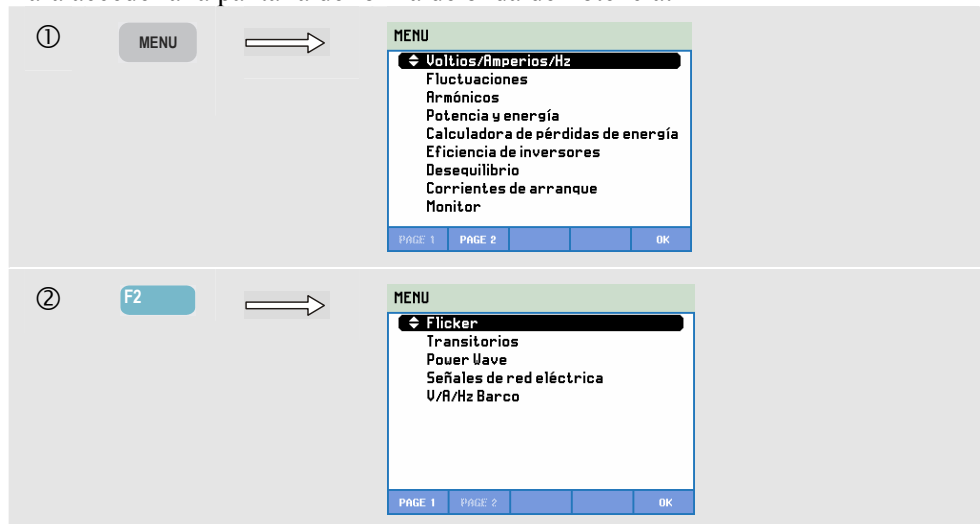 ①
MENU
MENU
Voltios/Amperios/Hz
Fluctuaciones
Armónicos
Potencia y energía
Calculadora de pérdidas de energía
Eficiencia de inversores
Desequilibrio
Corrientes de arranque
Monitor
PAGE 1 PAGE 2 OK
②
F2
MENU
Flicker
Transitorios
Power Wave
Señales de red eléctrica
V/A/Hz Barco
PAGE 1 PAGE 2 OK